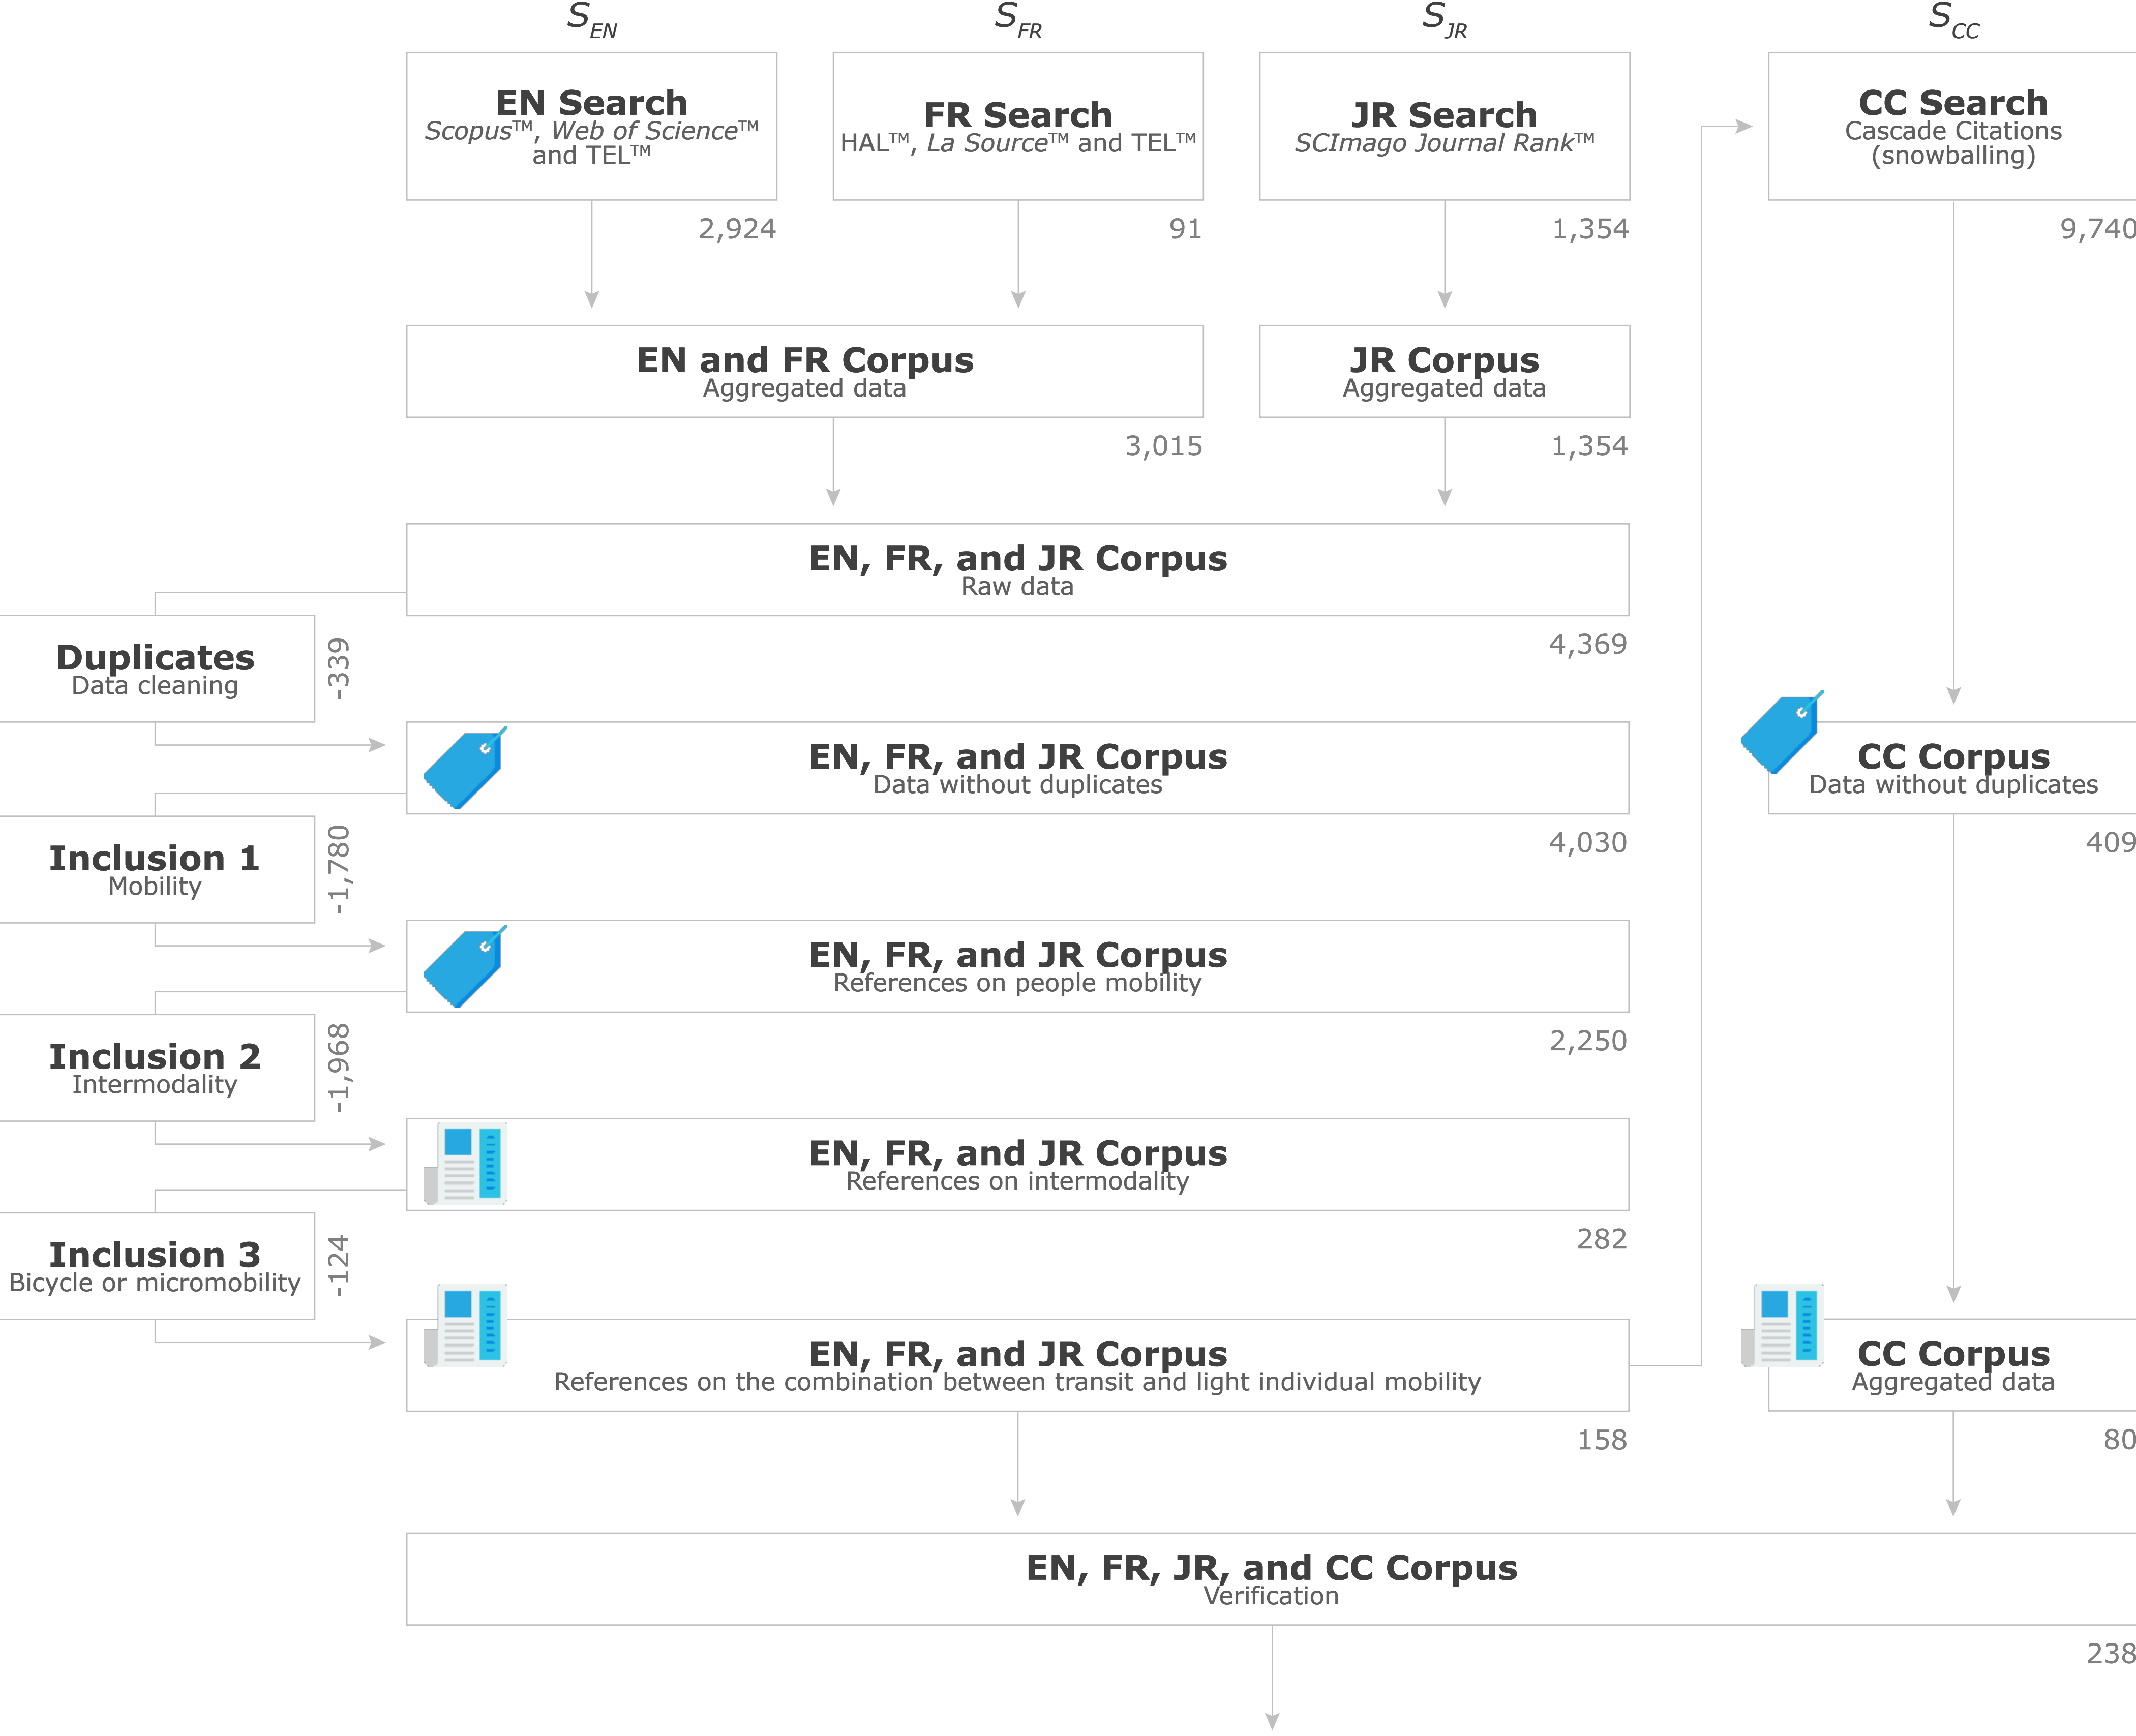 S_EN
S_FR
S_JR
S_CC
EN Search
Scopus™, Web of Science™
and TEL™
2,924
FR Search
HAL™, La Source™ and TEL™
91
JR Search
SCImago Journal Rank™
1,354
CC Search
Cascade Citations
(snowballing)
9,740
EN and FR Corpus
Aggregated data
3,015
JR Corpus
Aggregated data
1,354
EN, FR, and JR Corpus
Raw data
4,369
Duplicates
Data cleaning
-339
EN, FR, and JR Corpus
Data without duplicates
4,030
CC Corpus
Data without duplicates
409
Inclusion 1
Mobility
-1,780
EN, FR, and JR Corpus
References on people mobility
2,250
Inclusion 2
Intermodality
-1,968
EN, FR, and JR Corpus
References on intermodality
282
Inclusion 3
Bicycle or micromobility
-124
EN, FR, and JR Corpus
References on the combination between transit and light individual mobility
158
CC Corpus
Aggregated data
80
EN, FR, JR, and CC Corpus
Verification
238